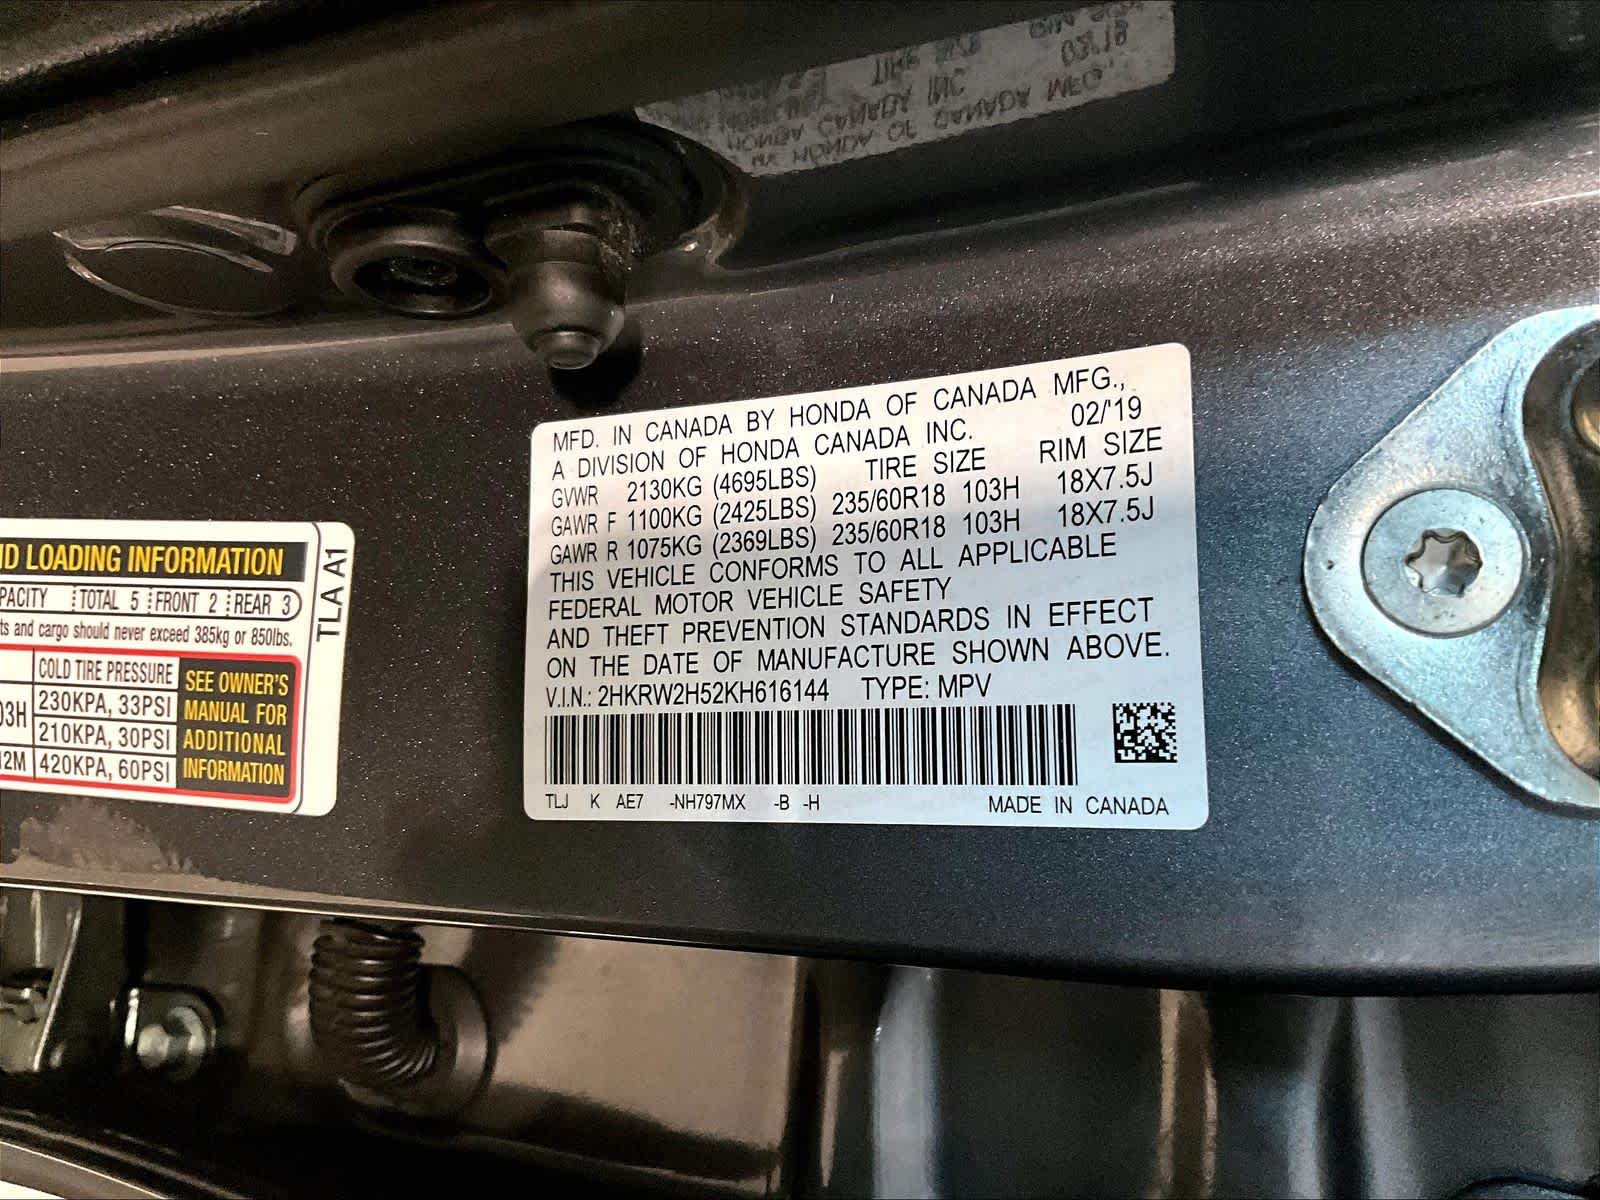 MFD. IN CANADA BY HONDA OF CANADA MFG.,
A DIVISION OF HONDA CANADA INC. 02/'19
GVWR 2130KG (4695LBS) TIRE SIZE RIM SIZE
GAWR F 1100KG (2425LBS) 235/60R18 103H 18X7.5J
GAWR R 1075KG (2369LBS) 235/60R18 103H 18X7.5J
THIS VEHICLE CONFORMS TO ALL APPLICABLE
FEDERAL MOTOR VEHICLE SAFETY
AND THEFT PREVENTION STANDARDS IN EFFECT
ON THE DATE OF MANUFACTURE SHOWN ABOVE.
V.I.N.: 2HKRW2H52KH616144 TYPE: MPV
TLJ K AE7 -NH797MX -B -H MADE IN CANADA
LOADING INFORMATION
TOTAL 5 FRONT 2 REAR 3
and cargo should never exceed 385kg or 850lbs.
COLD TIRE PRESSURE
230KPA, 33PSI
210KPA, 30PSI
420KPA, 60PSI
SEE OWNER'S
MANUAL FOR
ADDITIONAL
INFORMATION
TLA A1